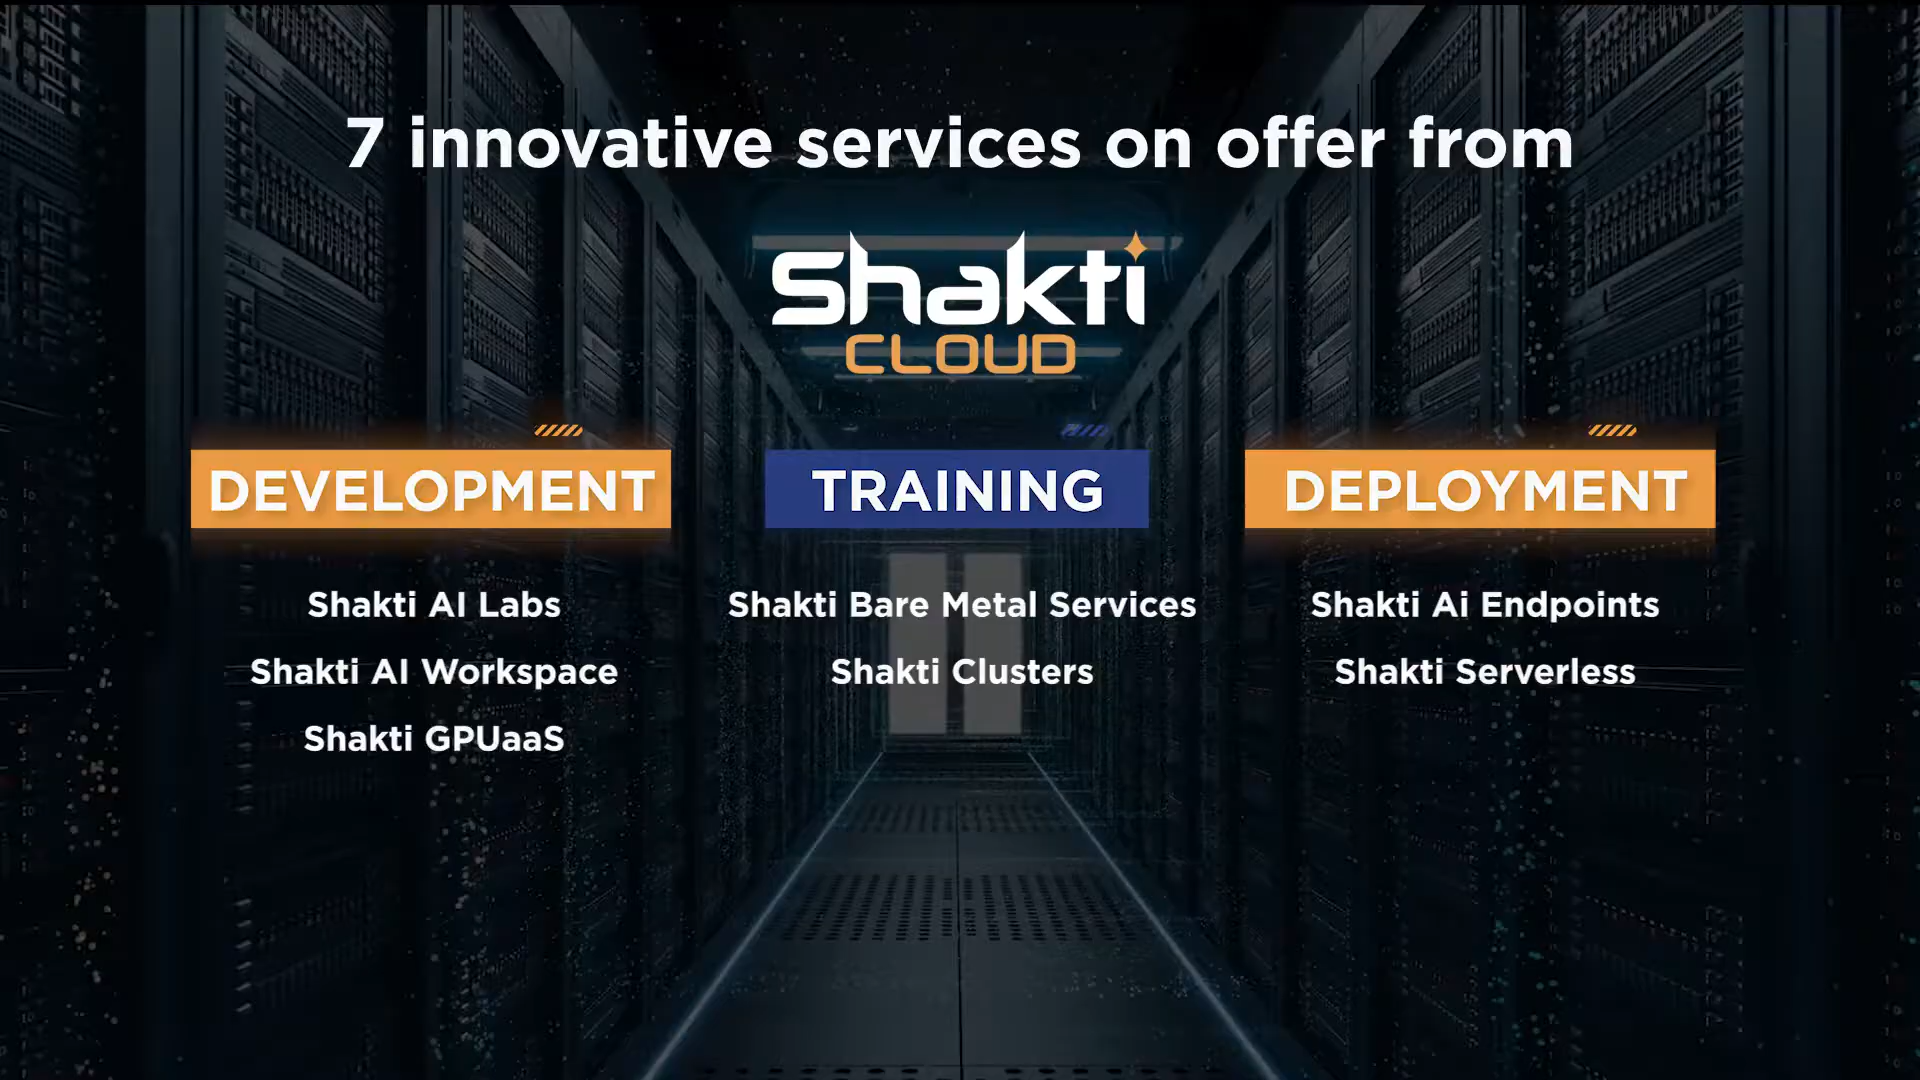 7 innovative services on offer from
Shakti
CLOUD
DEVELOPMENT
Shakti AI Labs
Shakti AI Workspace
Shakti GPUaaS
TRAINING
Shakti Bare Metal Services
Shakti Clusters
DEPLOYMENT
Shakti Ai Endpoints
Shakti Serverless